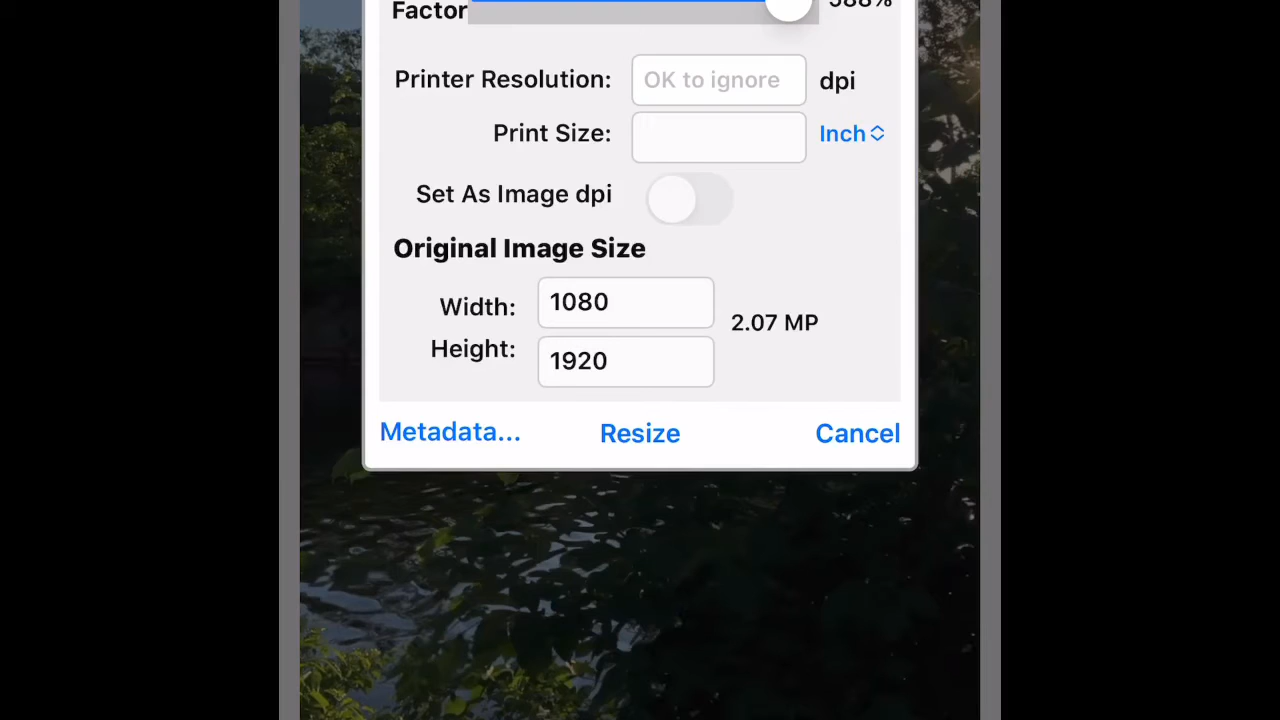 Factor 588%
Printer Resolution: OK to ignore dpi
Print Size: Inch
Set As Image dpi
Original Image Size
Width: 1080
2.07 MP
Height: 1920
Metadata... Resize Cancel